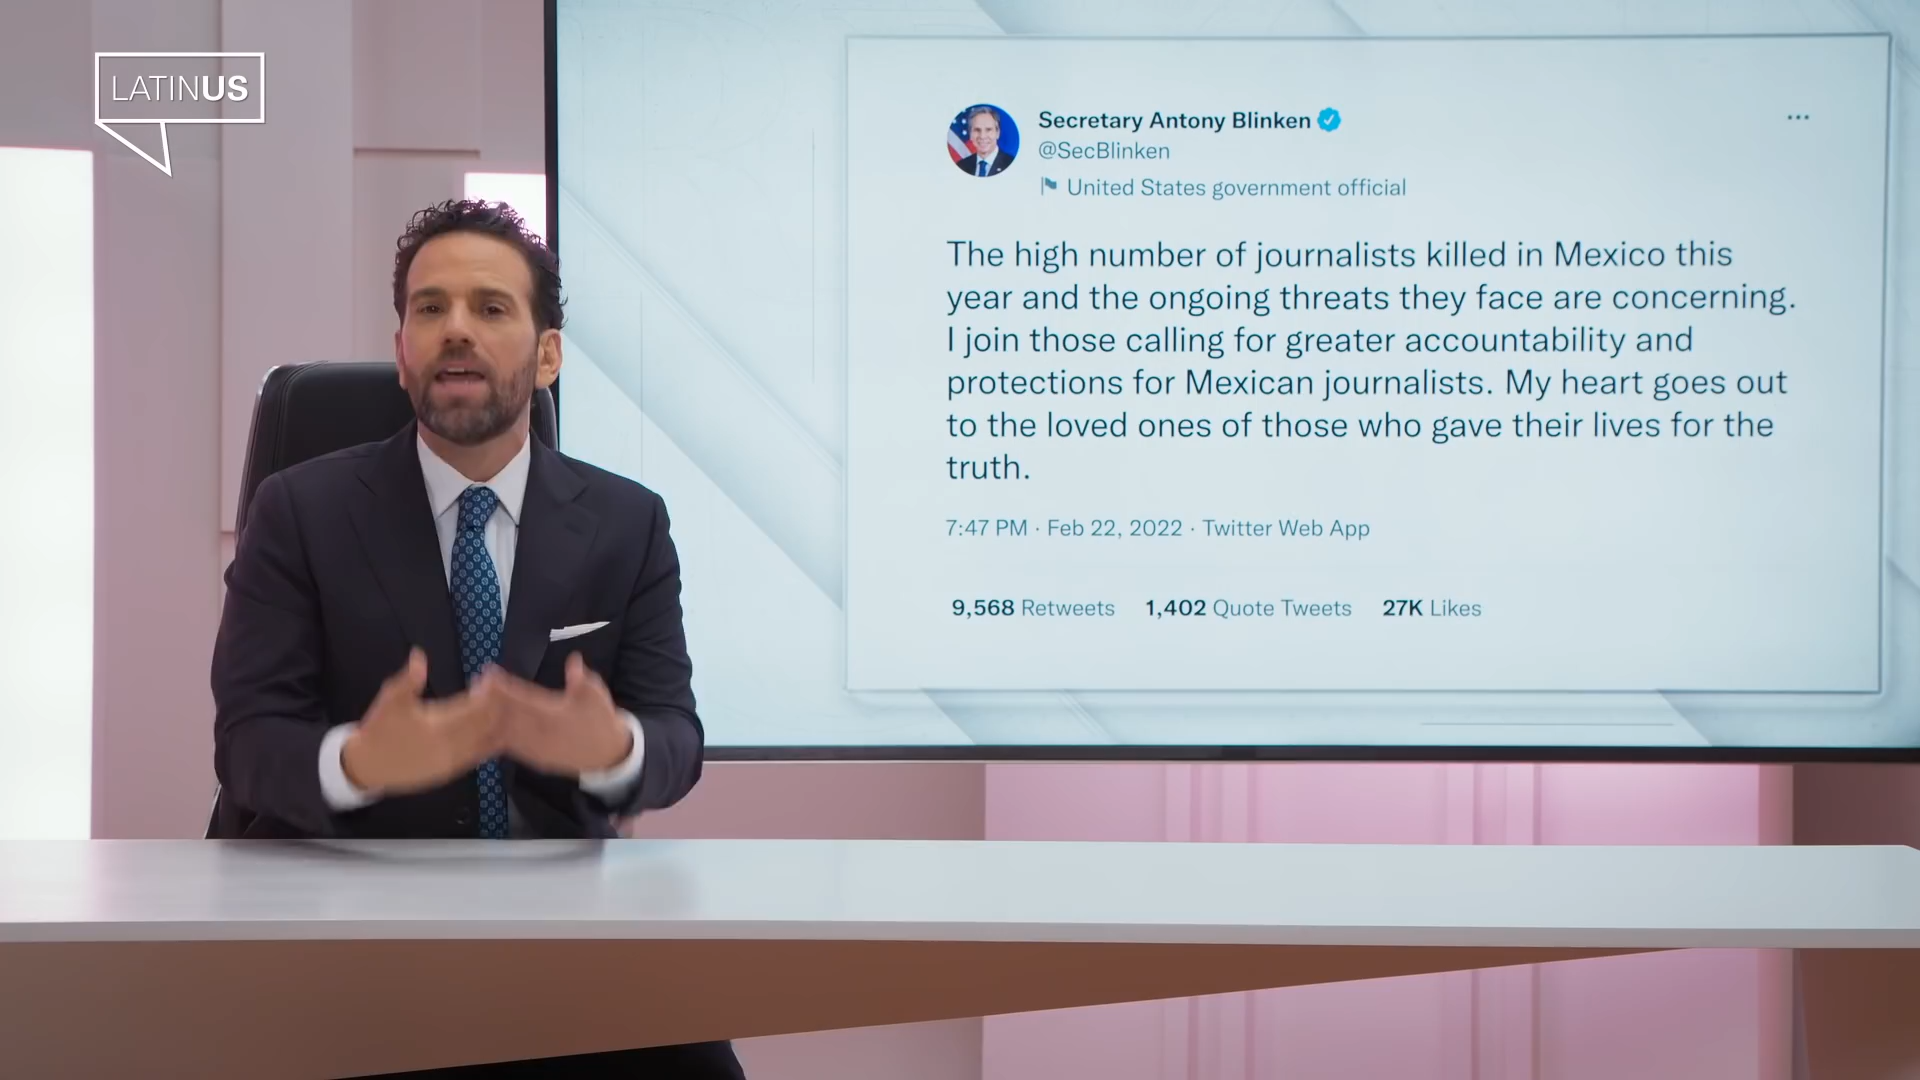 LATINUS
Secretary Antony Blinken
@SecBlinken
United States government official
The high number of journalists killed in Mexico this
year and the ongoing threats they face are concerning.
I join those calling for greater accountability and
protections for Mexican journalists. My heart goes out
to the loved ones of those who gave their lives for the
truth.
7:47 PM · Feb 22, 2022 · Twitter Web App
9,568 Retweets 1,402 Quote Tweets 27K Likes